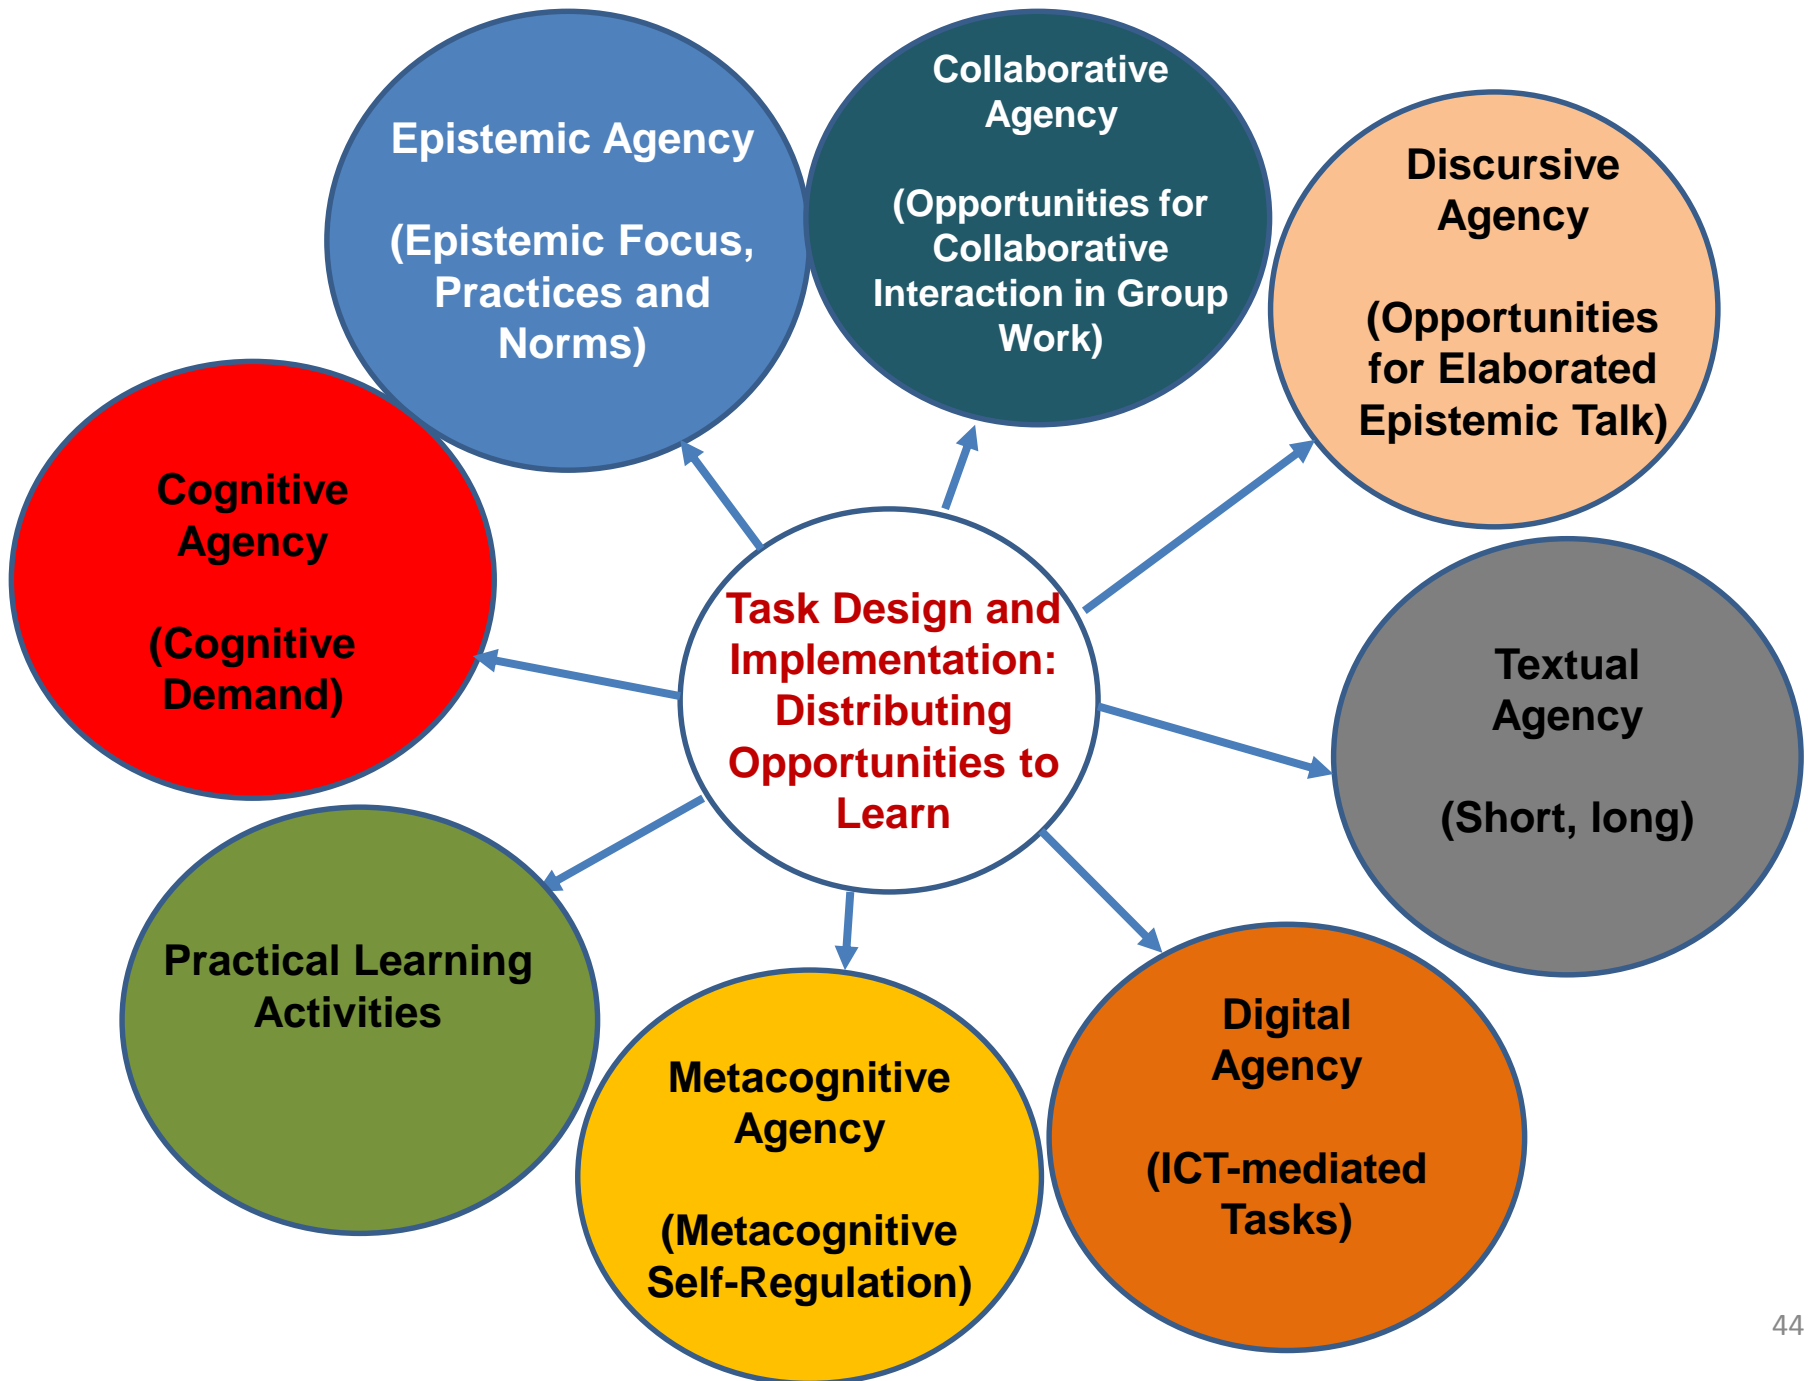 Epistemic Agency
(Epistemic Focus,
Practices and
Norms)
Collaborative
Agency
(Opportunities for
Collaborative
Interaction in Group
Work)
Discursive
Agency
(Opportunities
for Elaborated
Epistemic Talk)
Cognitive
Agency
(Cognitive
Demand)
Task Design and
Implementation:
Distributing
Opportunities to
Learn
Textual
Agency
(Short, long)
Practical Learning
Activities
Metacognitive
Agency
(Metacognitive
Self-Regulation)
Digital
Agency
(ICT-mediated
Tasks)
44